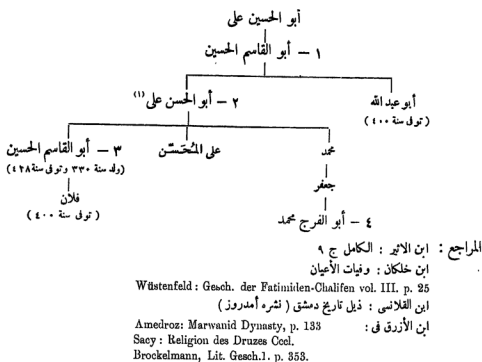 أبو الحسين على
١ – أبو القاسم الحسين
أبو عبد الله
(توفى سنة ٤٠٠)
٢ – أبو الحسن على (١)
محمد
على المُحَسَّن
٣ – أبو القاسم الحسين
(ولد سنة ٣٣٠ وتوفى سنة ٤٢٨)
جعفر
فلان
(توفى سنة ٤٠٠)
٤ – أبو الفرج محمد
المراجع : ابن الاثير : الكامل ج ٩
ابن خلكان : وفيات الأعيان
Wüstenfeld : Gesch. der Fatimiden-Chalifen vol. III. p. 25
ابن القلانسى : ذيل تاريخ دمشق (نشره أمدروز)
ابن الأزرق فى : Amedroz: Marwanid Dynasty, p. 133
Sacy : Religion des Druzes Cccl.
Brockelmann, Lit. Gesch.1. p. 353.